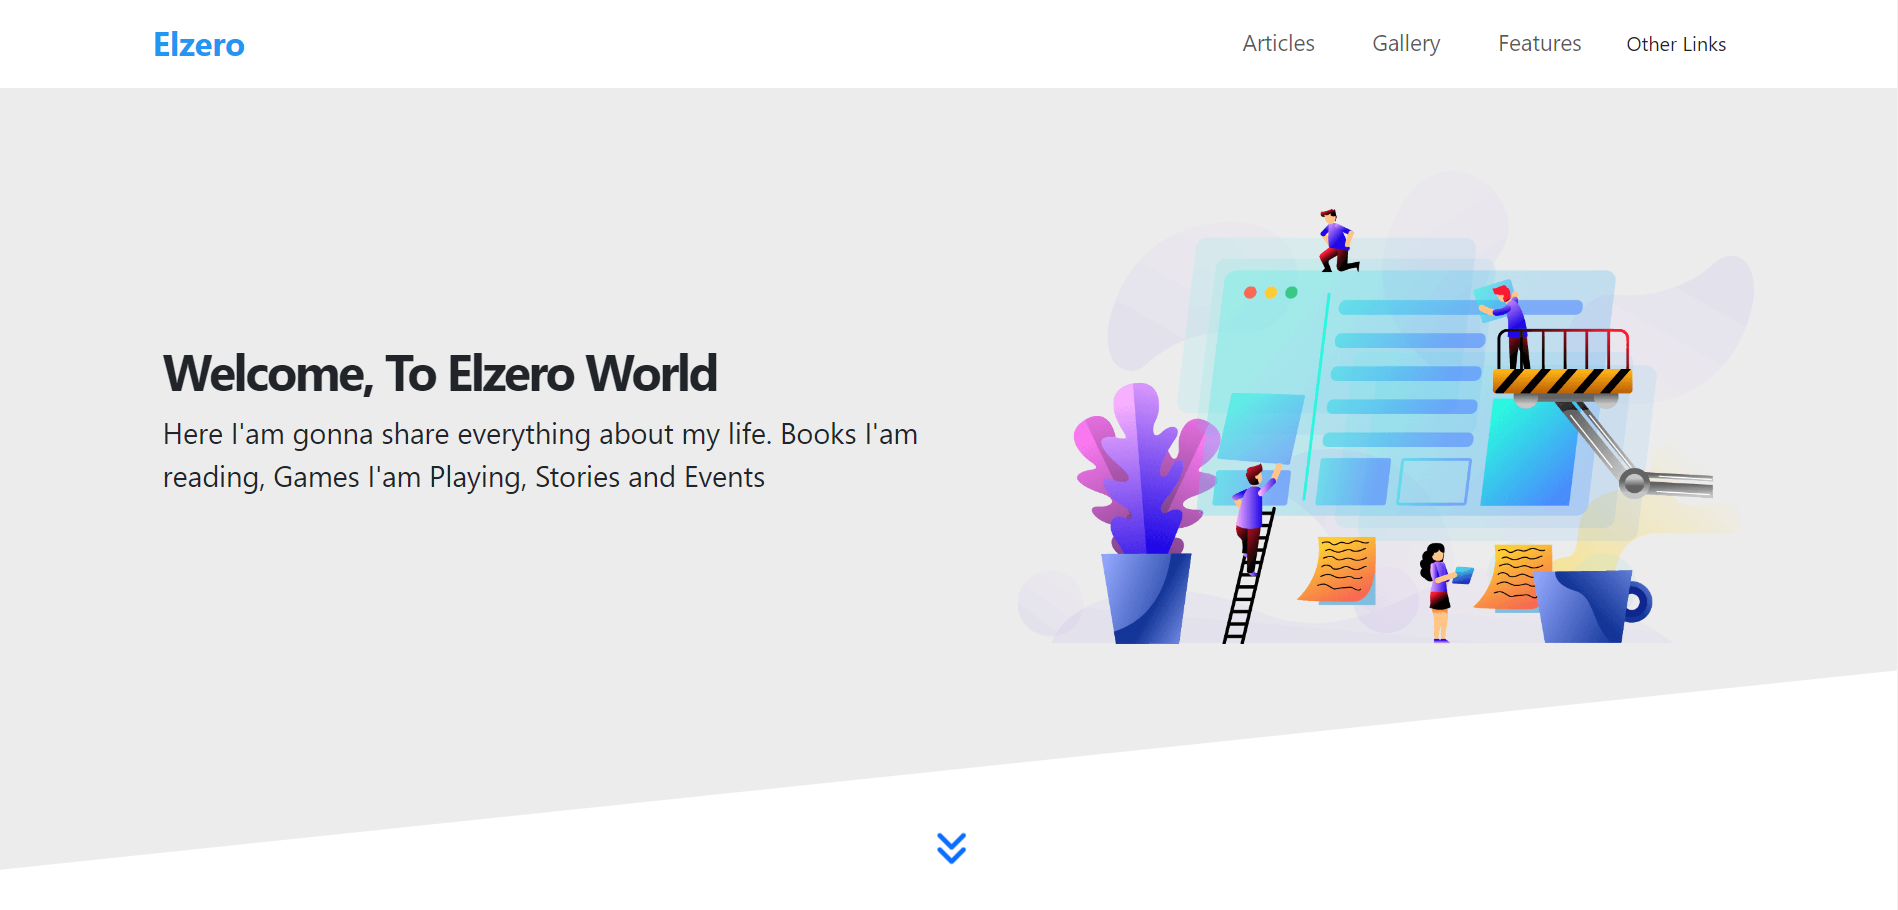 Elzero
Articles
Gallery
Features
Other Links
Welcome, To Elzero World
Here I'am gonna share everything about my life. Books I'am
reading, Games I'am Playing, Stories and Events